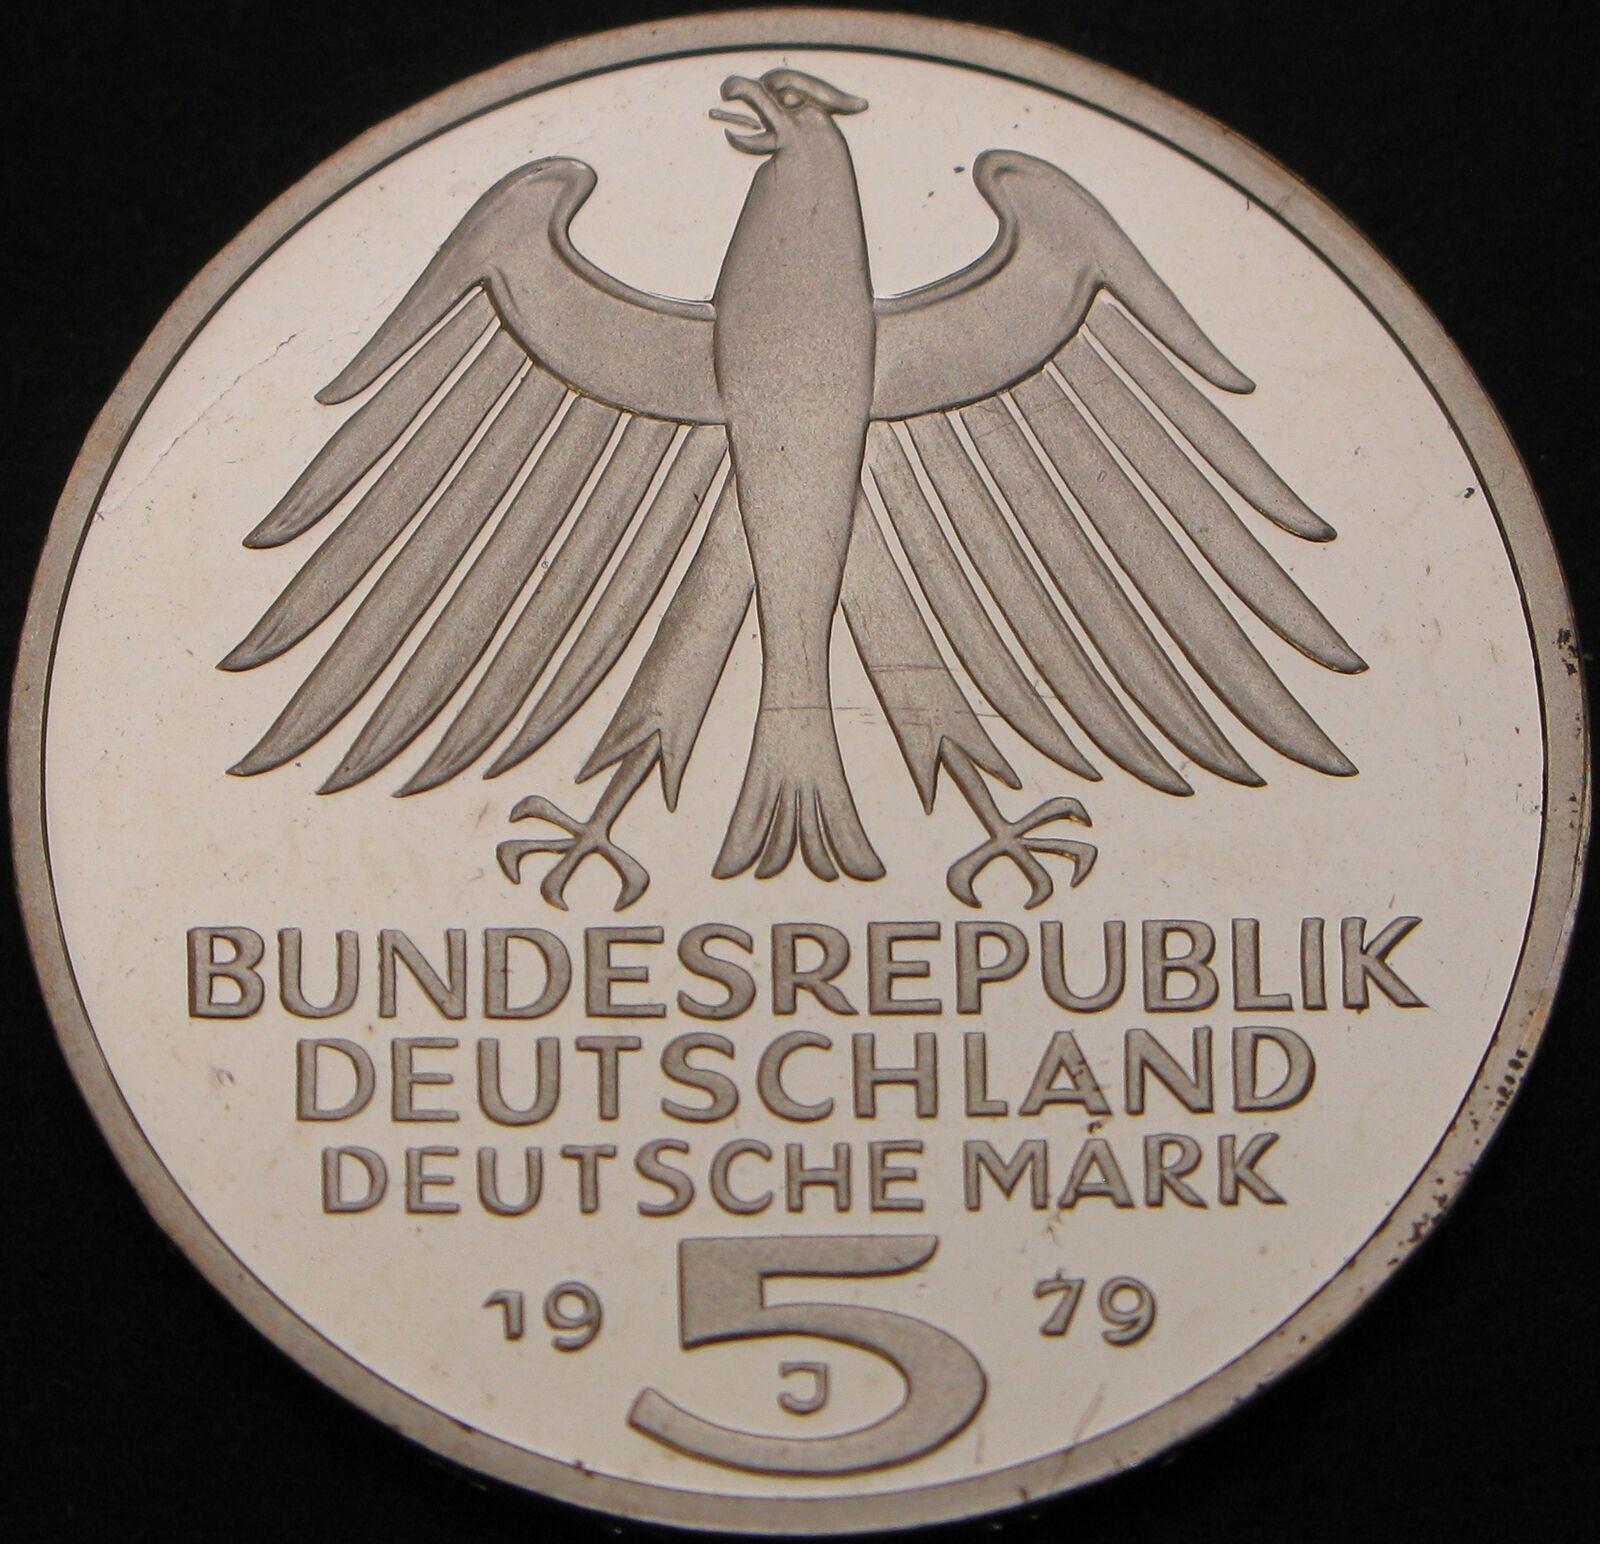 BUNDESREPUBLIK
DEUTSCHLAND
DEUTSCHE MARK
19 5 79
J